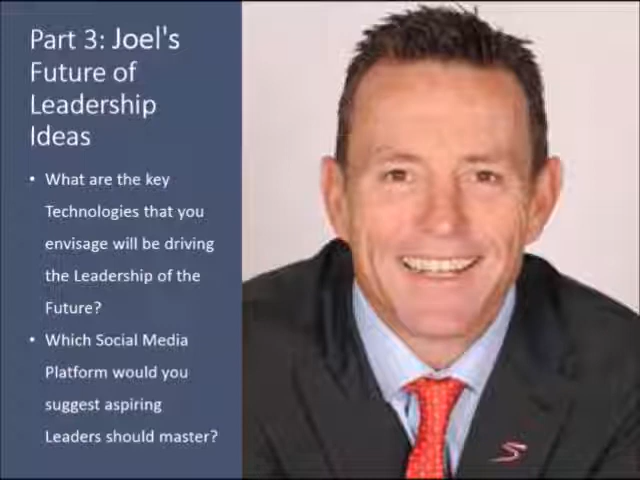 Part 3: Joel's
Future of
Leadership
Ideas
• What are the key
Technologies that you
envisage will be driving
the Leadership of the
Future?
• Which Social Media
Platform would you
suggest aspiring
Leaders should master?